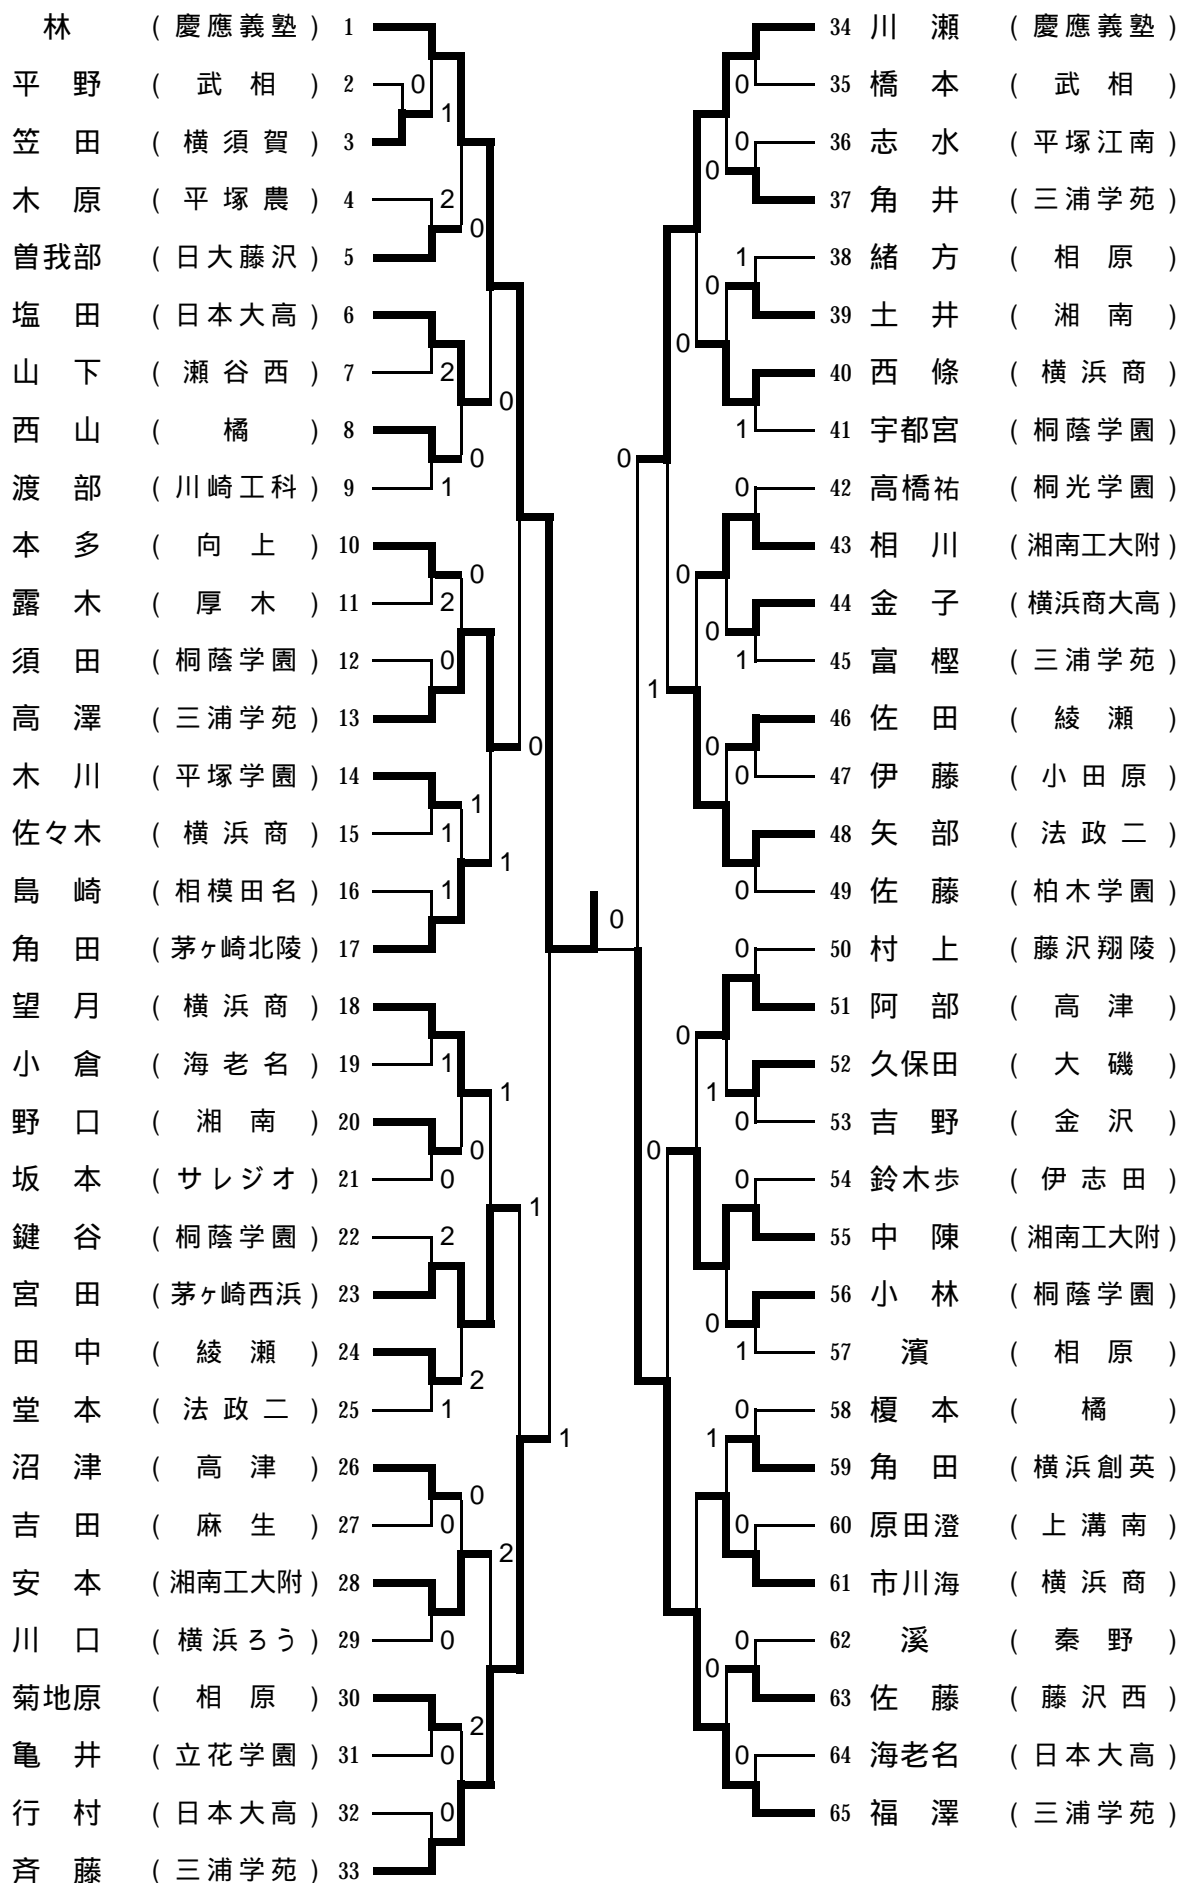 林 (慶應義塾) 1
平野 (武相) 2
笠田 (横須賀) 3
木原 (平塚農) 4
曽我部 (日大藤沢) 5
塩田 (日本大高) 6
山下 (瀬谷西) 7
西山 (橘) 8
渡部 (川崎工科) 9
本多 (向上) 10
露木 (厚木) 11
須田 (桐蔭学園) 12
高澤 (三浦学苑) 13
木川 (平塚学園) 14
佐々木 (横浜商) 15
島崎 (相模田名) 16
角田 (茅ヶ崎北陵) 17
望月 (横浜商) 18
小倉 (海老名) 19
野口 (湘南) 20
坂本 (サレジオ) 21
鍵谷 (桐蔭学園) 22
宮田 (茅ヶ崎西浜) 23
田中 (綾瀬) 24
堂本 (法政二) 25
沼津 (高津) 26
吉田 (麻生) 27
安本 (湘南工大附) 28
川口 (横浜ろう) 29
菊地原 (相原) 30
亀井 (立花学園) 31
行村 (日本大高) 32
斉藤 (三浦学苑) 33
0
1
2
0
2
0
0
1
0
2
0
0
1
1
1
1
1
1
0
0
1
2
2
1
1
0
0
2
0
2
0
0
0
34 川瀬 (慶應義塾)
35 橋本 (武相)
36 志水 (平塚江南)
37 角井 (三浦学苑)
38 緒方 (相原)
39 土井 (湘南)
40 西條 (横浜商)
41 宇都宮 (桐蔭学園)
42 高橋祐 (桐光学園)
43 相川 (湘南工大附)
44 金子 (横浜商大高)
45 富樫 (三浦学苑)
46 佐田 (綾瀬)
47 伊藤 (小田原)
48 矢部 (法政二)
49 佐藤 (柏木学園)
50 村上 (藤沢翔陵)
51 阿部 (高津)
52 久保田 (大磯)
53 吉野 (金沢)
54 鈴木歩 (伊志田)
55 中陳 (湘南工大附)
56 小林 (桐蔭学園)
57 濱 (相原)
58 榎本 (橘)
59 角田 (横浜創英)
60 原田澄 (上溝南)
61 市川海 (横浜商)
62 溪 (秦野)
63 佐藤 (藤沢西)
64 海老名 (日本大高)
65 福澤 (三浦学苑)
0
0
0
1
0
0
1
0
0
0
0
1
1
0
0
0
0
0
1
0
0
0
0
1
0
1
0
0
0
0